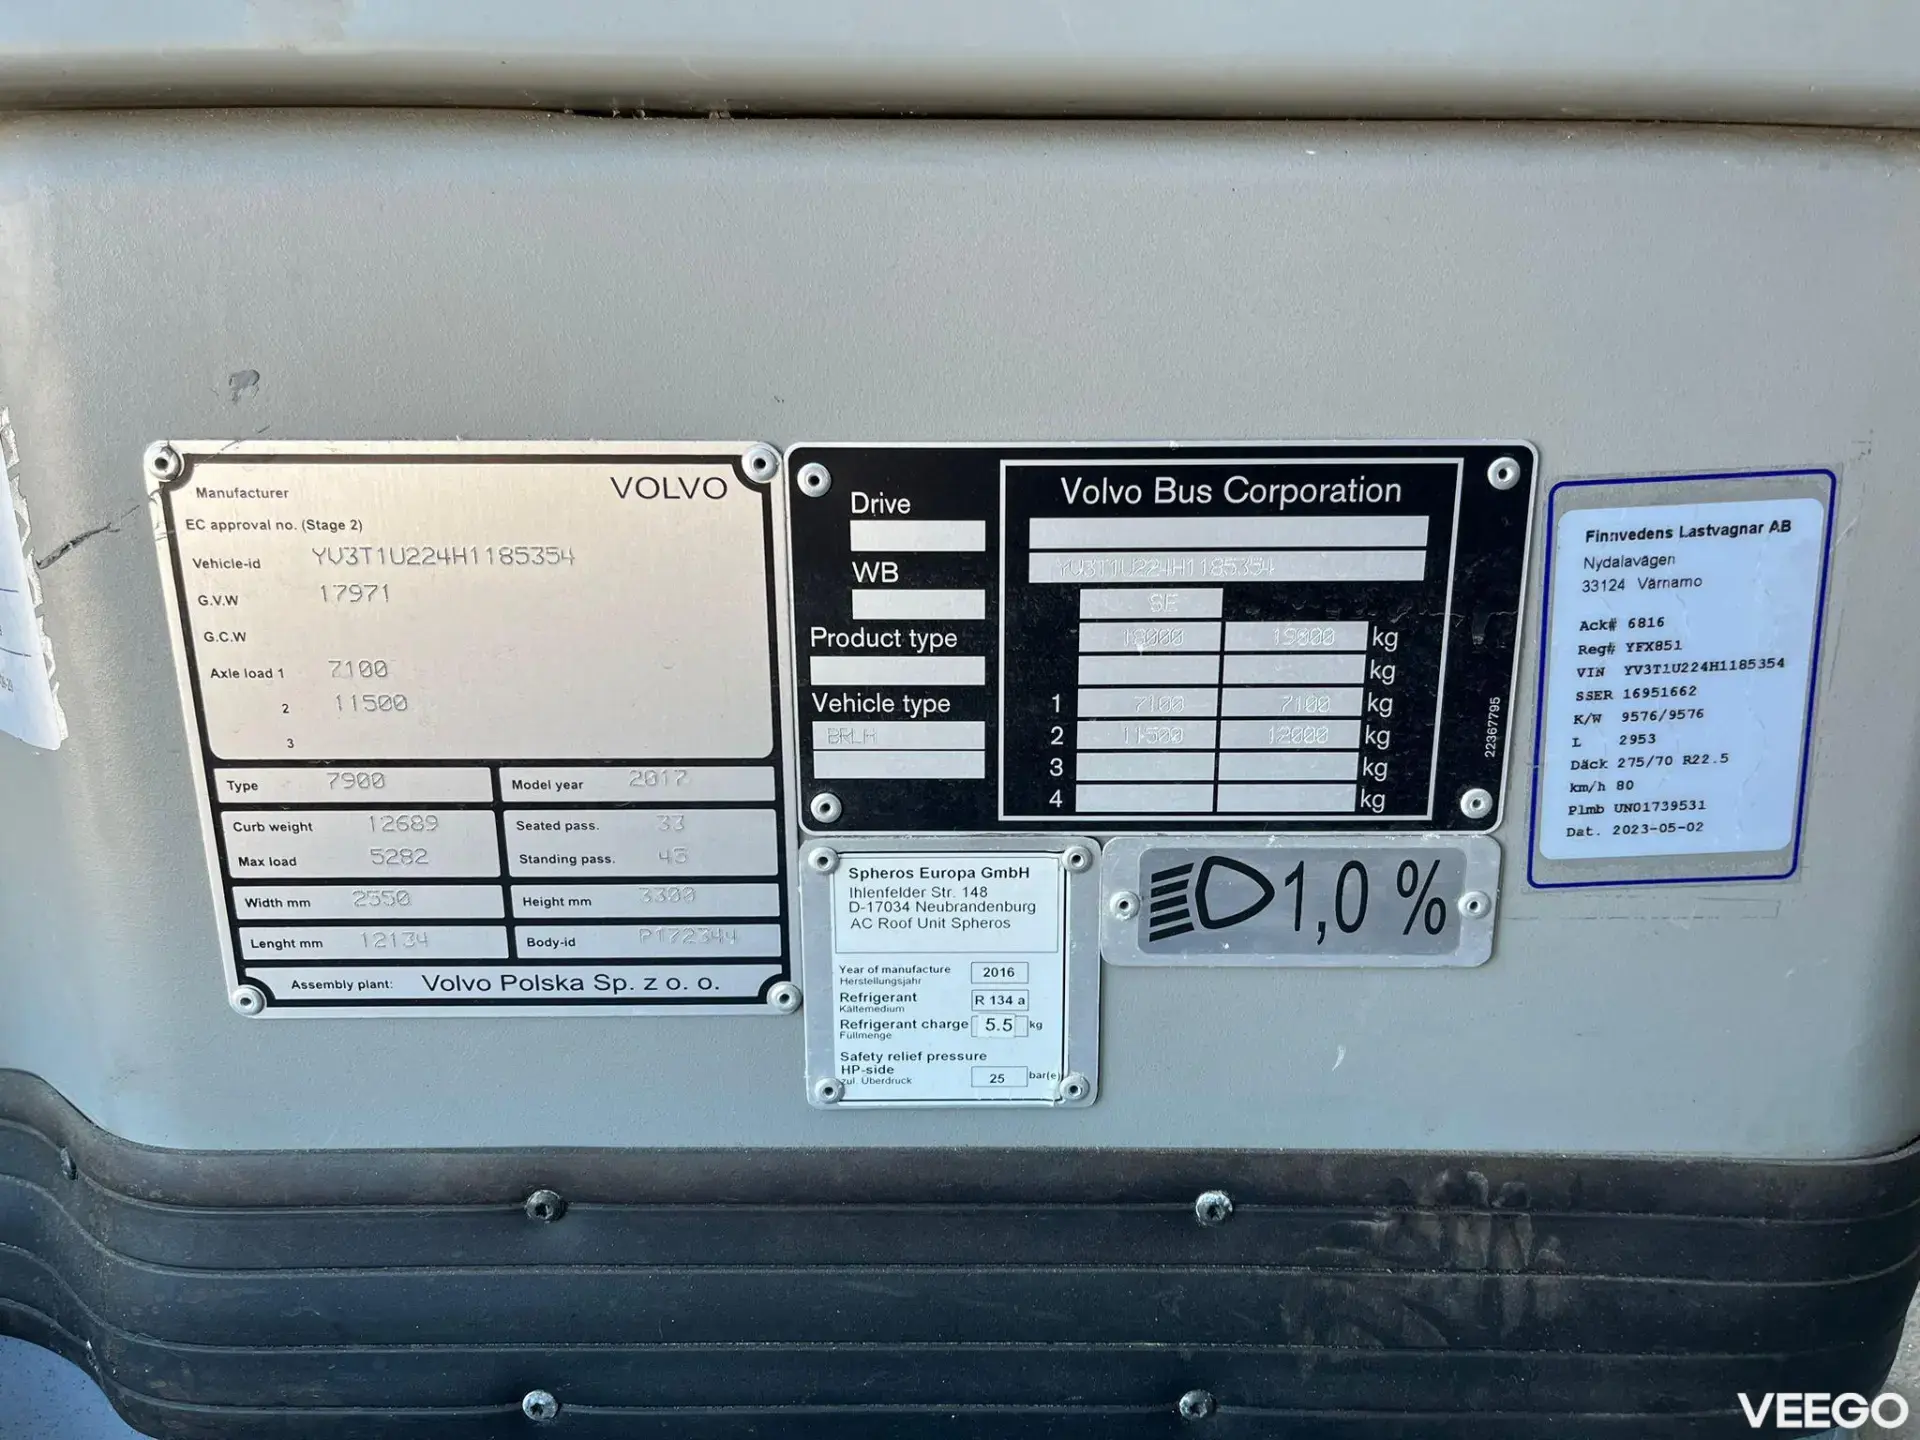 Manufacturer VOLVO
EC approval no. (Stage 2)
Vehicle-id YV3T1U224H1185354
G.V.W 17971
G.C.W
Axle load 1 7100
2 11500
3
Type 7900 Model year 2017
Curb weight 12689 Seated pass. 33
Max load 5282 Standing pass. 45
Width mm 2550 Height mm 3300
Lenght mm 12134 Body-id P172344
Assembly plant: Volvo Polska Sp. z o. o.
Drive
WB
Product type
Vehicle type
BRLH
Volvo Bus Corporation
YV3T1U224H1185354
SE
18000 19000 kg
kg
1 7100 7100 kg
2 11500 12000 kg
3 kg
4 kg
22367795
Spheros Europa GmbH
Ihlenfelder Str. 148
D-17034 Neubrandenburg
AC Roof Unit Spheros
Year of manufacture 2016
Herstellungsjahr
Refrigerant R 134 a
Kältemedium
Refrigerant charge 5.5 kg
Füllmenge
Safety relief pressure
HP-side
zul. Überdruck 25 bar(e)
1,0 %
Finnvedens Lastvagnar AB
Nydalavägen
33124 Värnamo
Ack# 6816
Reg# YFX851
VIN YV3T1U224H1185354
SSER 16951662
K/W 9576/9576
L 2953
Däck 275/70 R22.5
km/h 80
Plmb UN01739531
Dat. 2023-05-02
VEEGO